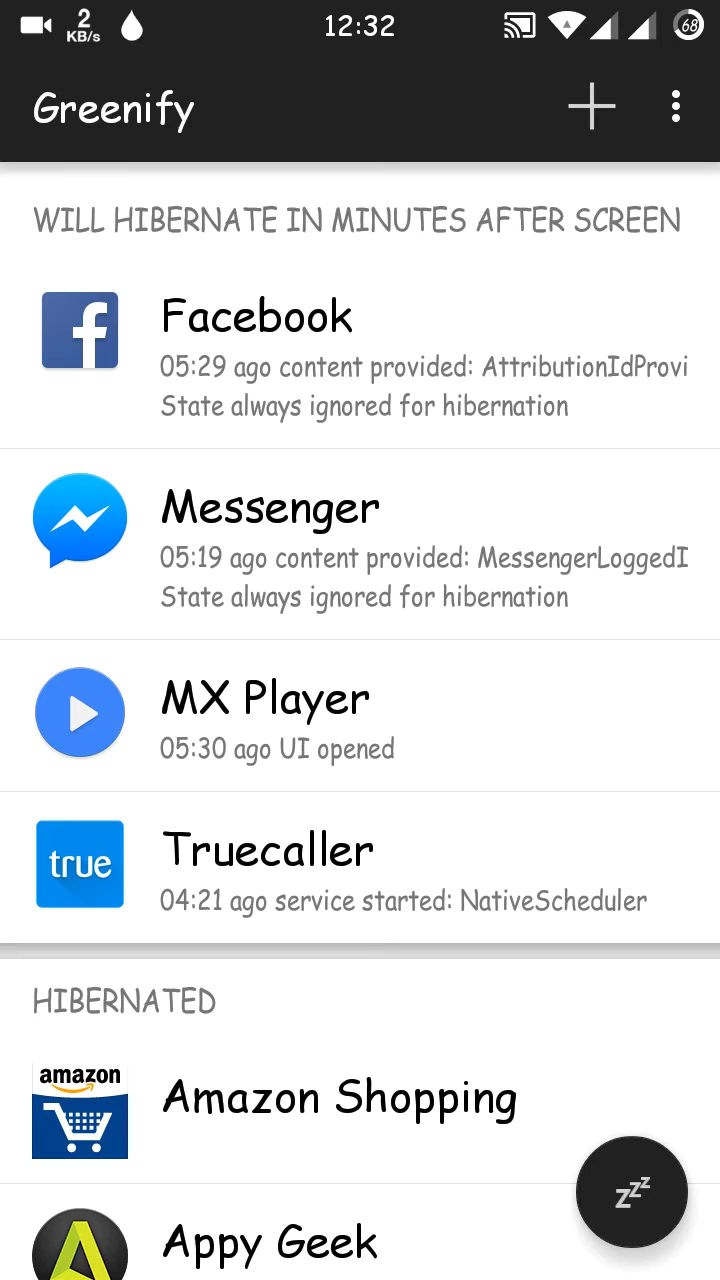 2
KB/s
12:32
68
Greenify
WILL HIBERNATE IN MINUTES AFTER SCREEN
Facebook
05:29 ago content provided: AttributionIdProvi
State always ignored for hibernation
Messenger
05:19 ago content provided: MessengerLoggedI
State always ignored for hibernation
MX Player
05:30 ago UI opened
true
Truecaller
04:21 ago service started: NativeScheduler
HIBERNATED
amazon
Amazon Shopping
zzz
Appy Geek